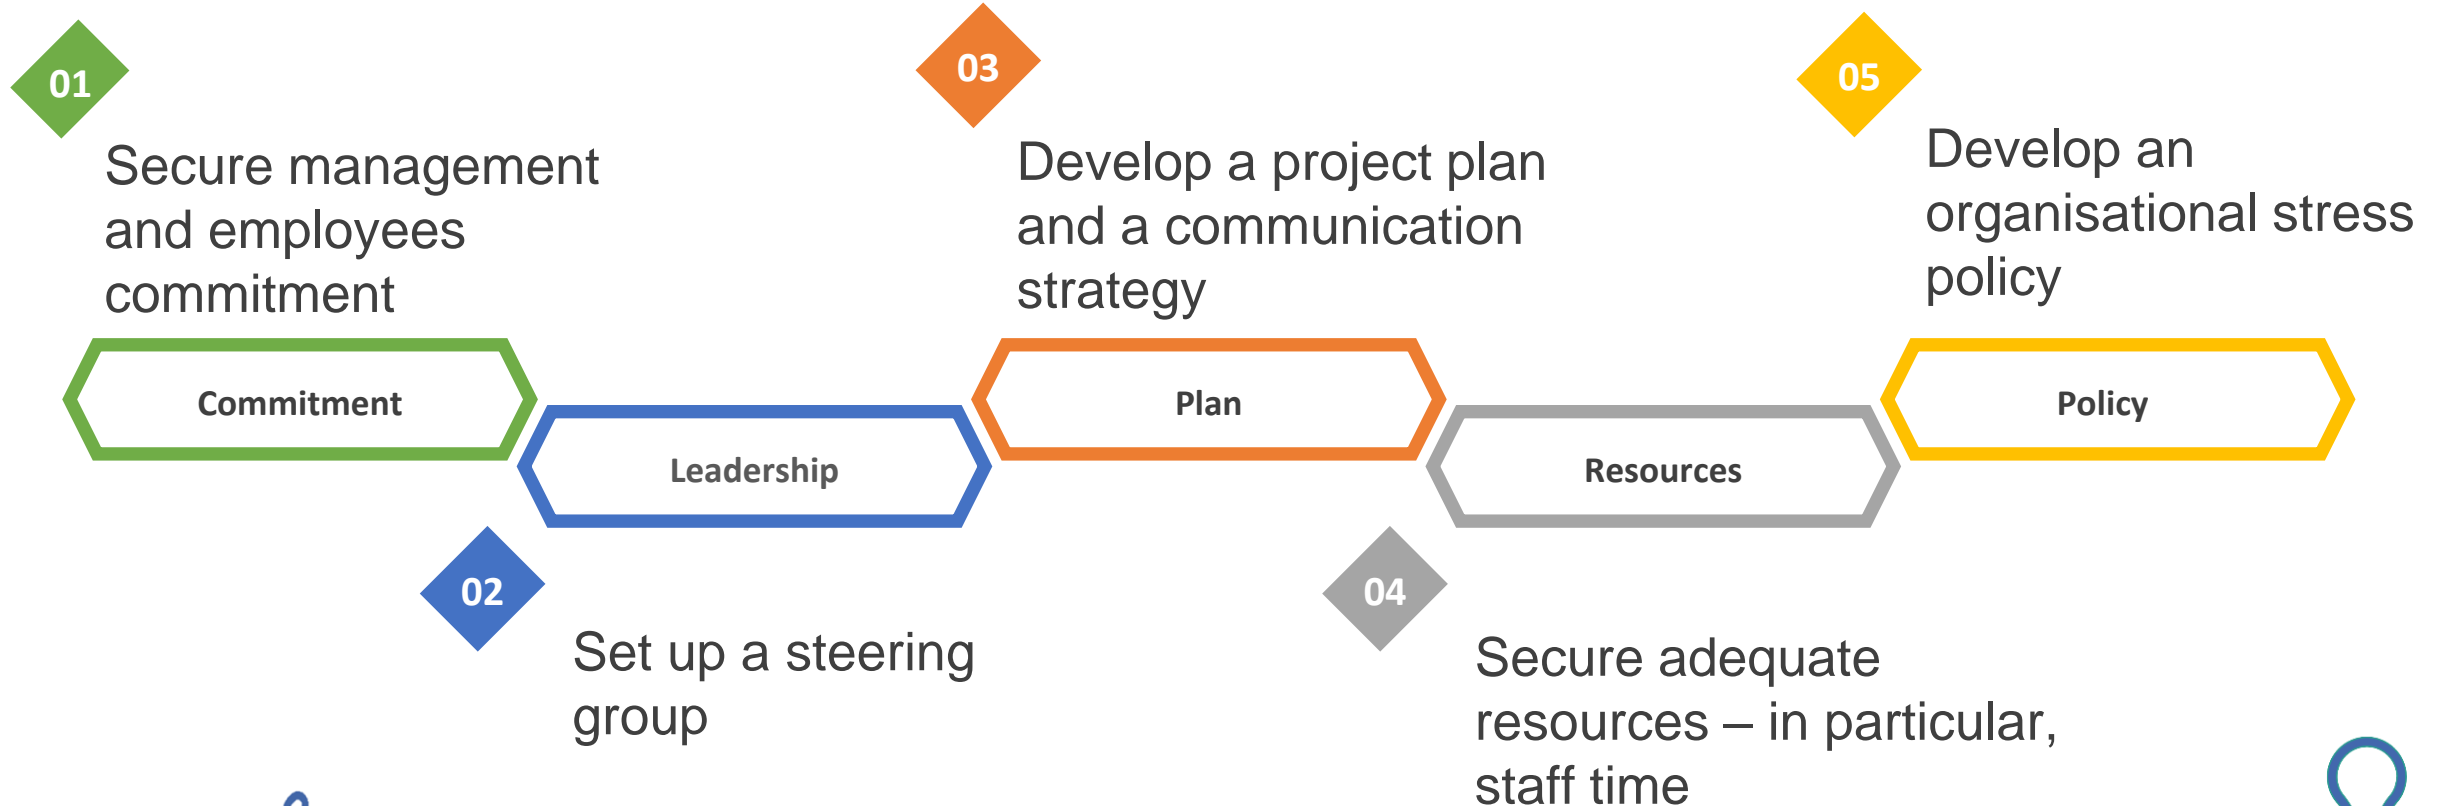 01
Secure management
and employees
commitment
Commitment
02
Leadership
Set up a steering
group
03
Develop a project plan
and a communication
strategy
Plan
04
Resources
Secure adequate
resources – in particular,
staff time
05
Develop an
organisational stress
policy
Policy